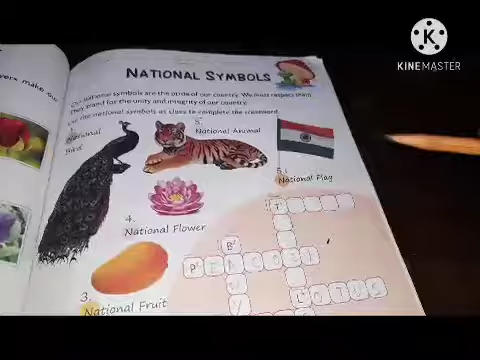 K
KINEMASTER
NATIONAL SYMBOLS
Our national symbols are the pride of our country. We must respect them.
They stand for the unity and integrity of our country.
Use the national symbols as clues to complete the crossword.
National
Bird
National Animal
National Flag
4.
National Flower
3.
National Fruit
LOTUS